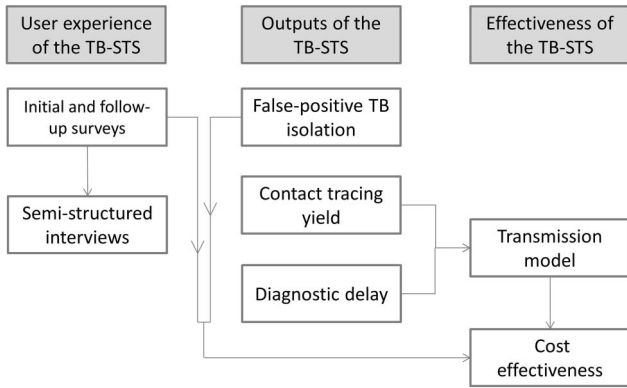 User experience
of the TB-STS
Outputs of the
TB-STS
Effectiveness of
the TB-STS
Initial and follow-
up surveys
False-positive TB
isolation
Semi-structured
interviews
Contact tracing
yield
Transmission
model
Diagnostic delay
Cost
effectiveness